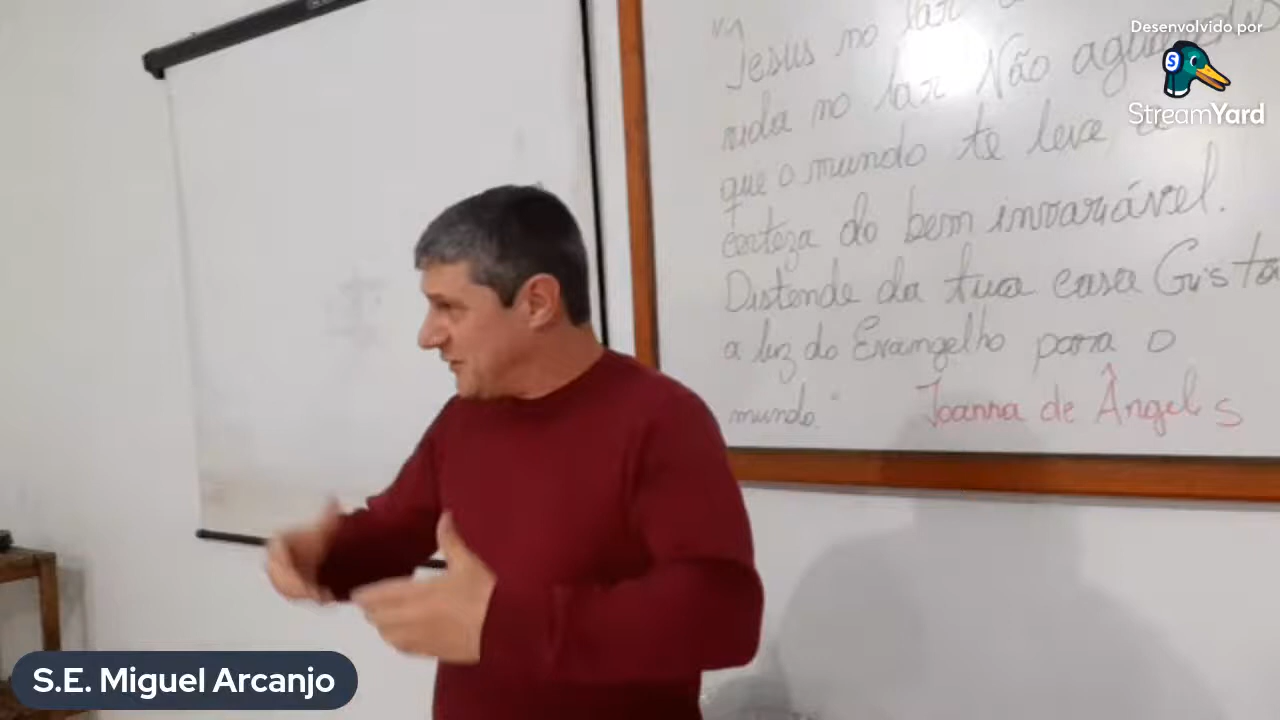 "Jesus no lar
vida no lar Não aguardes
que o mundo te leve a
certeza do bem invariável.
Distende da tua casa Cristã
a luz do Evangelho para o
mundo."
Joanna de Ângelis
Desenvolvido por
StreamYard
S.E. Miguel Arcanjo